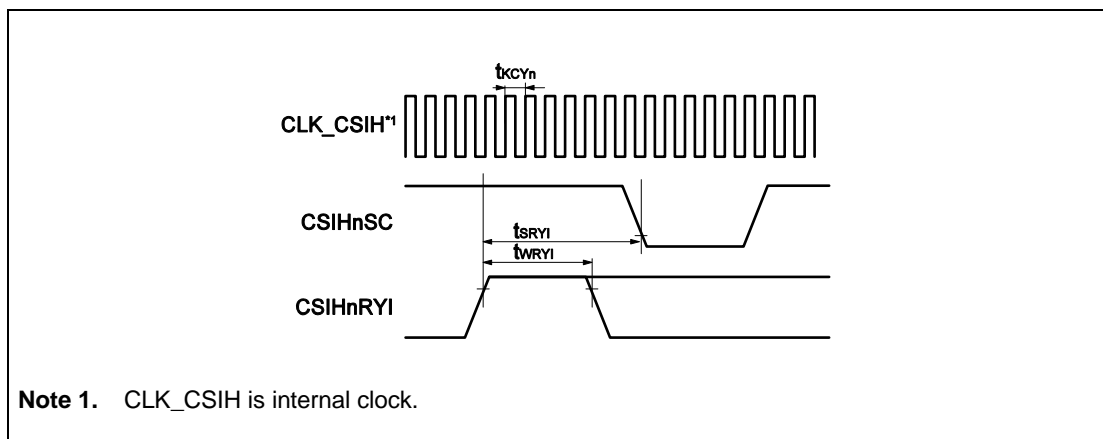 tKCYn
CLK_CSIH*1
CSIHnSC
tSRYI
tWRYI
CSIHnRYI
Note 1. CLK_CSIH is internal clock.